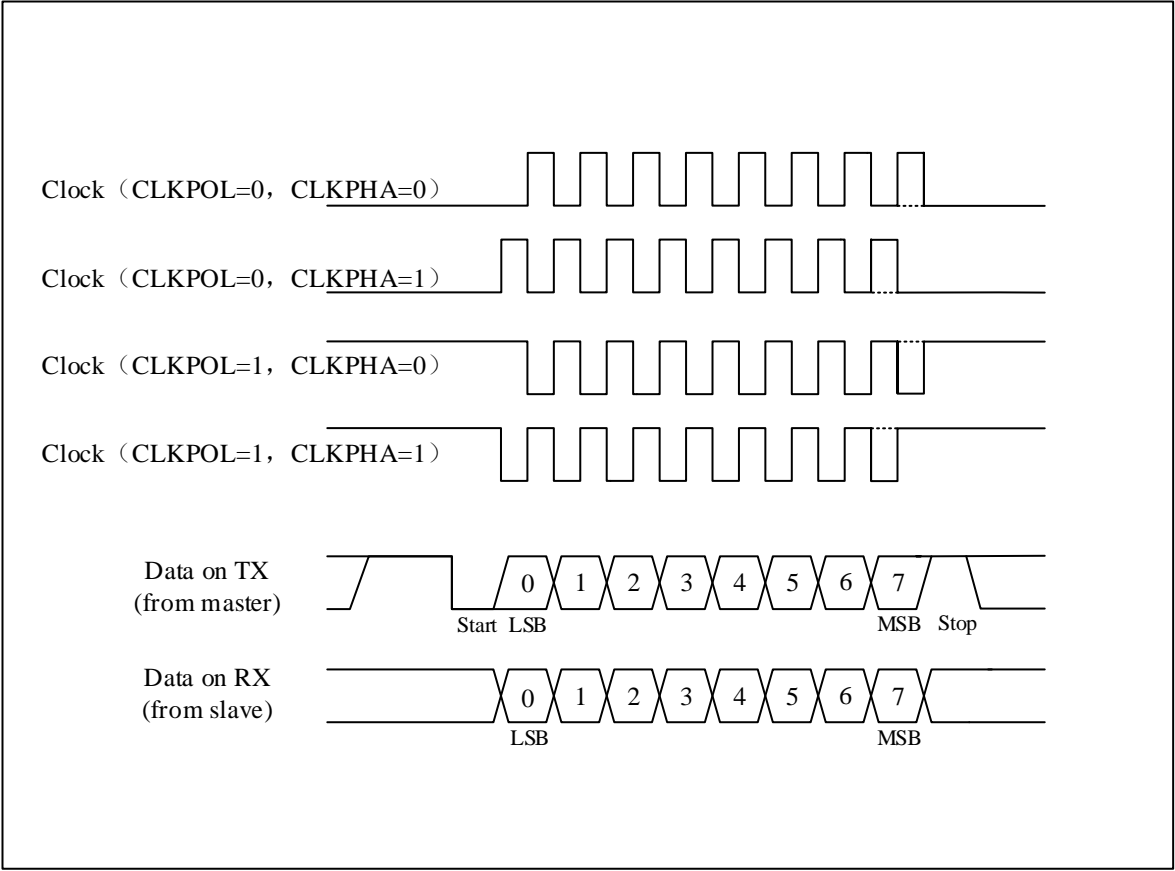 Clock（CLKPOL=0，CLKPHA=0）
Clock（CLKPOL=0，CLKPHA=1）
Clock（CLKPOL=1，CLKPHA=0）
Clock（CLKPOL=1，CLKPHA=1）
Data on TX
(from master)
0 1 2 3 4 5 6 7
Start LSB MSB Stop
Data on RX
(from slave)
0 1 2 3 4 5 6 7
LSB MSB